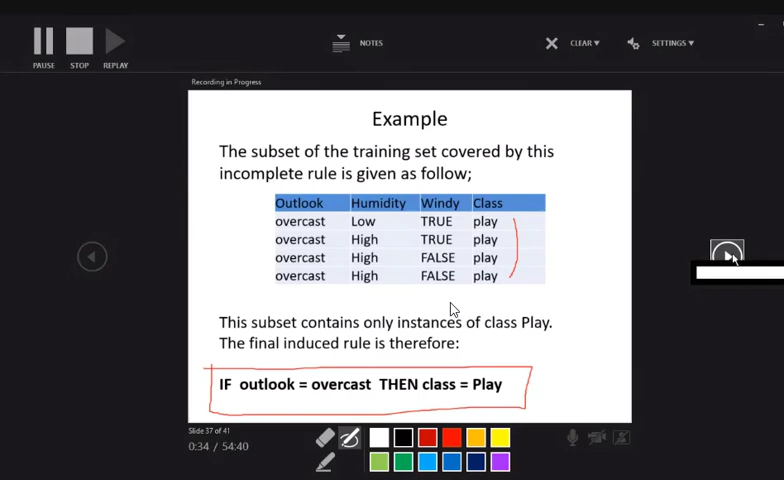 NOTES
CLEAR ▼
SETTINGS ▼
PAUSE STOP REPLAY
Recording in Progress
Example
The subset of the training set covered by this
incomplete rule is given as follow;
Outlook Humidity Windy Class
overcast Low TRUE play
overcast High TRUE play
overcast High FALSE play
overcast High FALSE play
This subset contains only instances of class Play.
The final induced rule is therefore:
IF outlook = overcast THEN class = Play
Slide 37 of 41
0:34 / 54:40